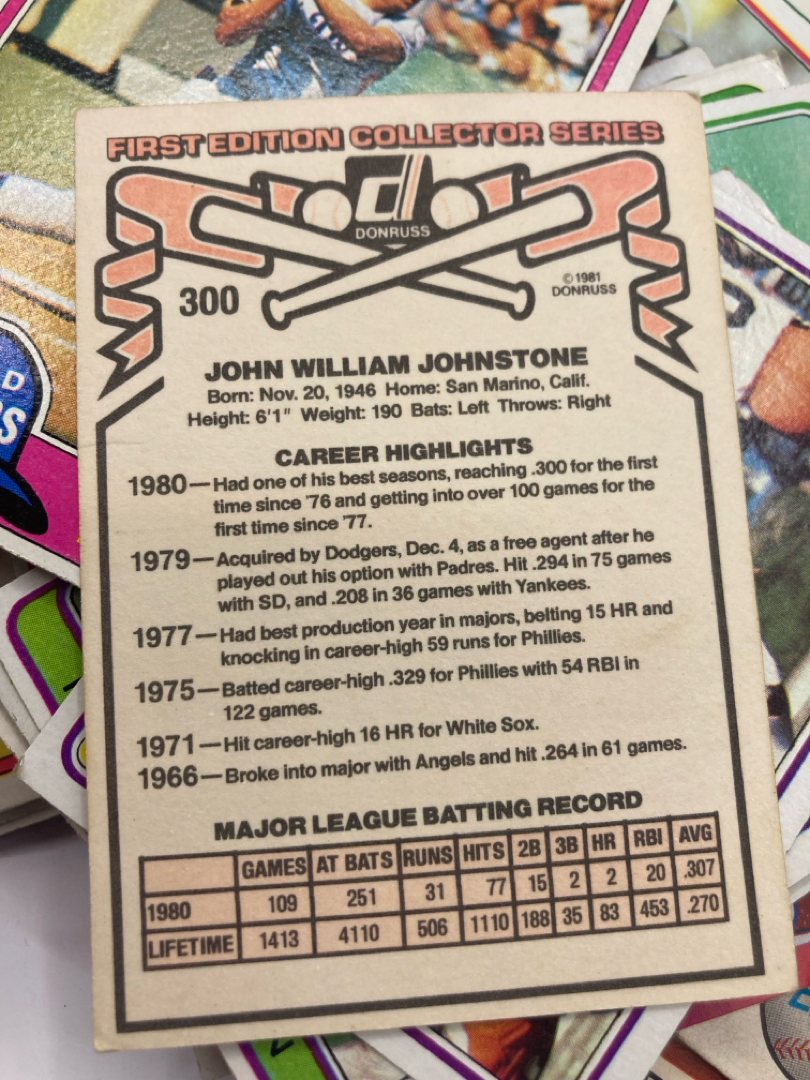 FIRST EDITION COLLECTOR SERIES
DONRUSS
300
©1981
DONRUSS
JOHN WILLIAM JOHNSTONE
Born: Nov. 20, 1946 Home: San Marino, Calif.
Height: 6'1" Weight: 190 Bats: Left Throws: Right
CAREER HIGHLIGHTS
1980—Had one of his best seasons, reaching .300 for the first
time since '76 and getting into over 100 games for the
first time since '77.
1979—Acquired by Dodgers, Dec. 4, as a free agent after he
played out his option with Padres. Hit .294 in 75 games
with SD, and .208 in 36 games with Yankees.
1977—Had best production year in majors, belting 15 HR and
knocking in career-high 59 runs for Phillies.
1975—Batted career-high .329 for Phillies with 54 RBI in
122 games.
1971—Hit career-high 16 HR for White Sox.
1966—Broke into major with Angels and hit .264 in 61 games.
MAJOR LEAGUE BATTING RECORD
GAMES AT BATS RUNS HITS 2B 3B HR RBI AVG
1980 109 251 31 77 15 2 2 20 .307
LIFETIME 1413 4110 506 1110 188 35 83 453 .270